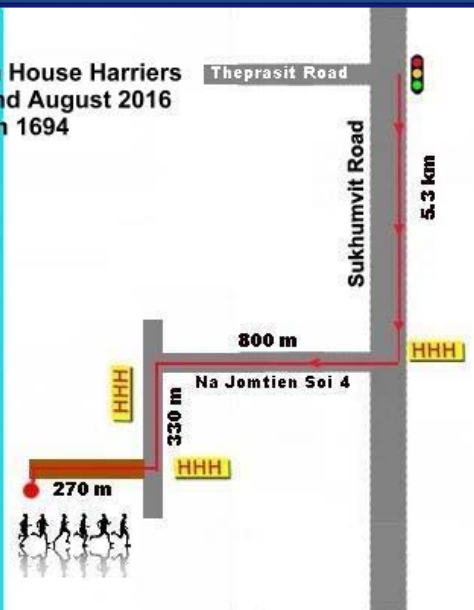 House Harriers
nd August 2016
1694
Theprasit Road
Sukhumvit Road
5.3 km
800 m
HHH
Na Jomtien Soi 4
HHH
330 m
HHH
270 m